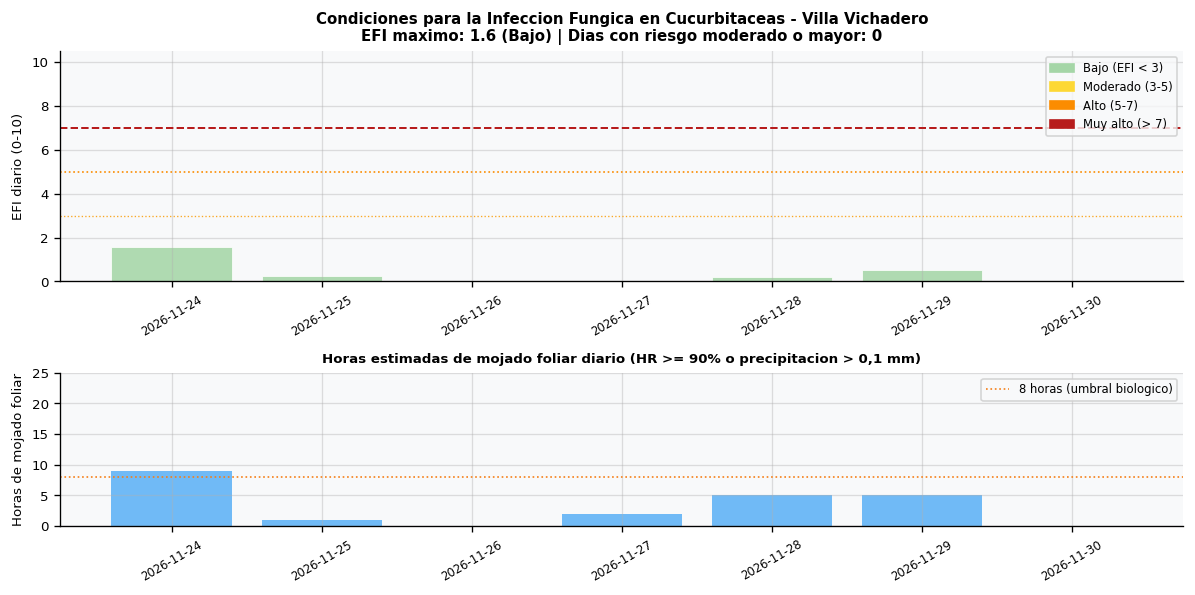 Condiciones para la Infeccion Fungica en Cucurbitaceas - Villa Vichadero
EFI maximo: 1.6 (Bajo) | Dias con riesgo moderado o mayor: 0
EFI diario (0-10)
10
8
6
4
2
0
Bajo (EFI < 3)
Moderado (3-5)
Alto (5-7)
Muy alto (> 7)
2026-11-24
2026-11-25
2026-11-26
2026-11-27
2026-11-28
2026-11-29
2026-11-30
Horas estimadas de mojado foliar diario (HR >= 90% o precipitacion > 0,1 mm)
Horas de mojado foliar
25
20
15
10
5
0
8 horas (umbral biologico)
2026-11-24
2026-11-25
2026-11-26
2026-11-27
2026-11-28
2026-11-29
2026-11-30